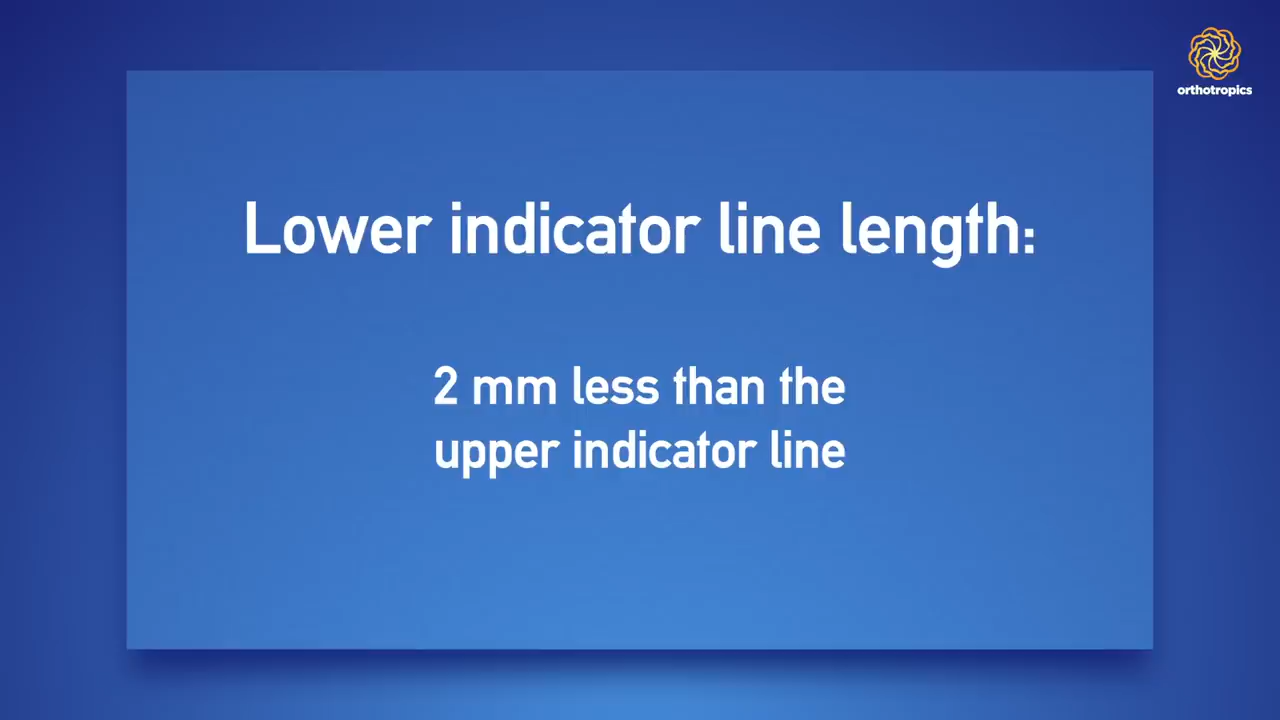 orthotropics
Lower indicator line length:
2 mm less than the
upper indicator line